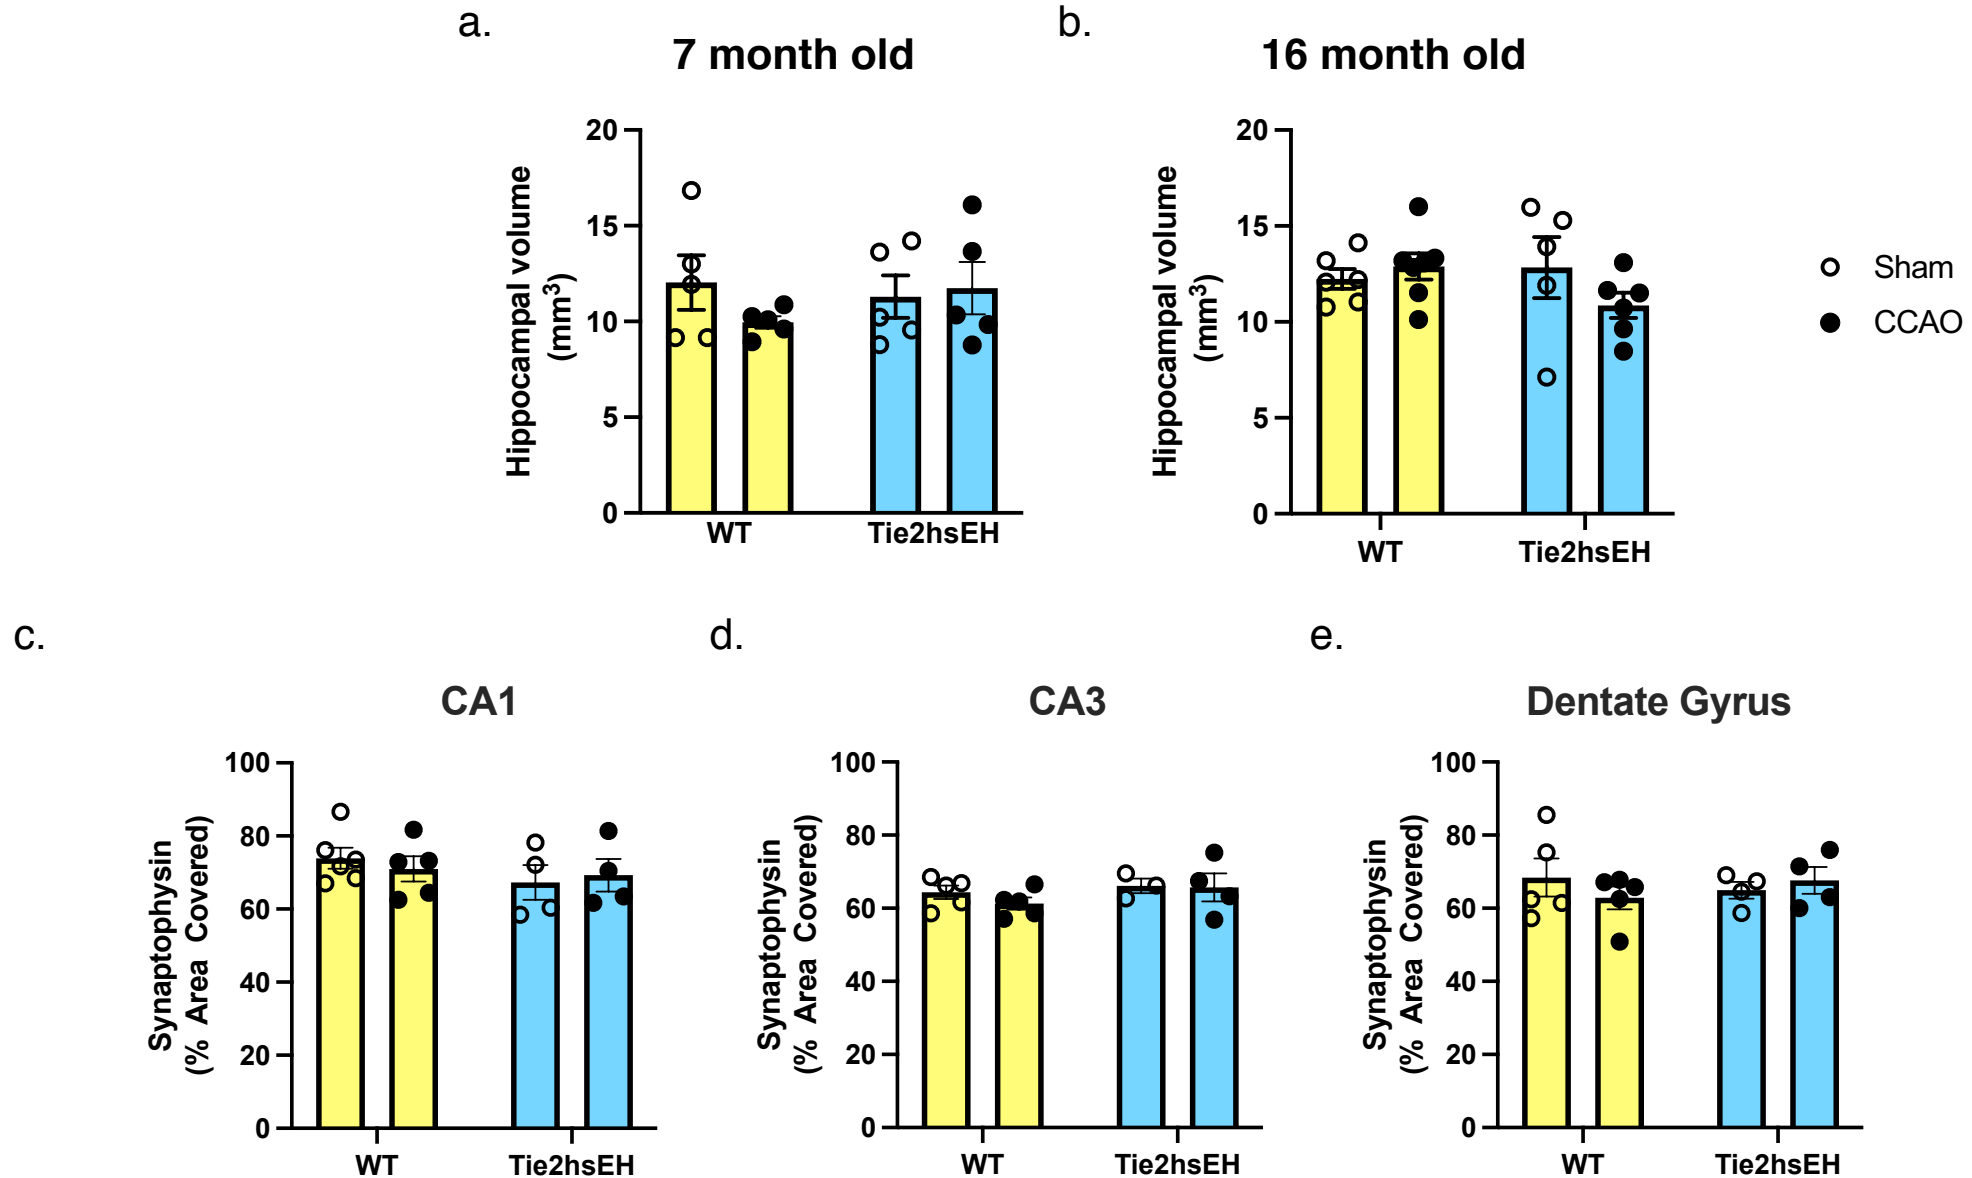 a.
7 month old
20
15
10
5
0
Hippocampal volume
(mm³)
WT
Tie2hsEH
b.
16 month old
20
15
10
5
0
Hippocampal volume
(mm³)
WT
Tie2hsEH
Sham
CCAO
c.
CA1
100
80
60
40
20
0
Synaptophysin
(% Area Covered)
WT
Tie2hsEH
d.
CA3
100
80
60
40
20
0
Synaptophysin
(% Area Covered)
WT
Tie2hsEH
e.
Dentate Gyrus
100
80
60
40
20
0
Synaptophysin
(% Area Covered)
WT
Tie2hsEH